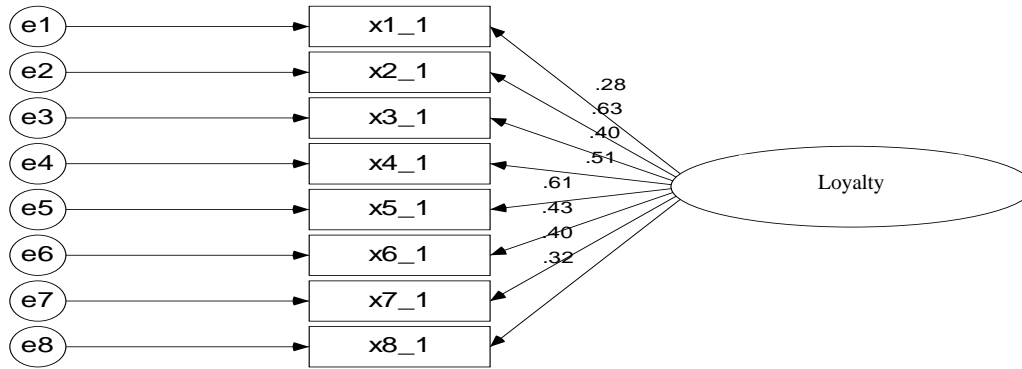 e1 x1_1
e2 x2_1
e3 x3_1
e4 x4_1
e5 x5_1
e6 x6_1
e7 x7_1
e8 x8_1
.28
.63
.40
.51
.61
.43
.40
.32
Loyalty